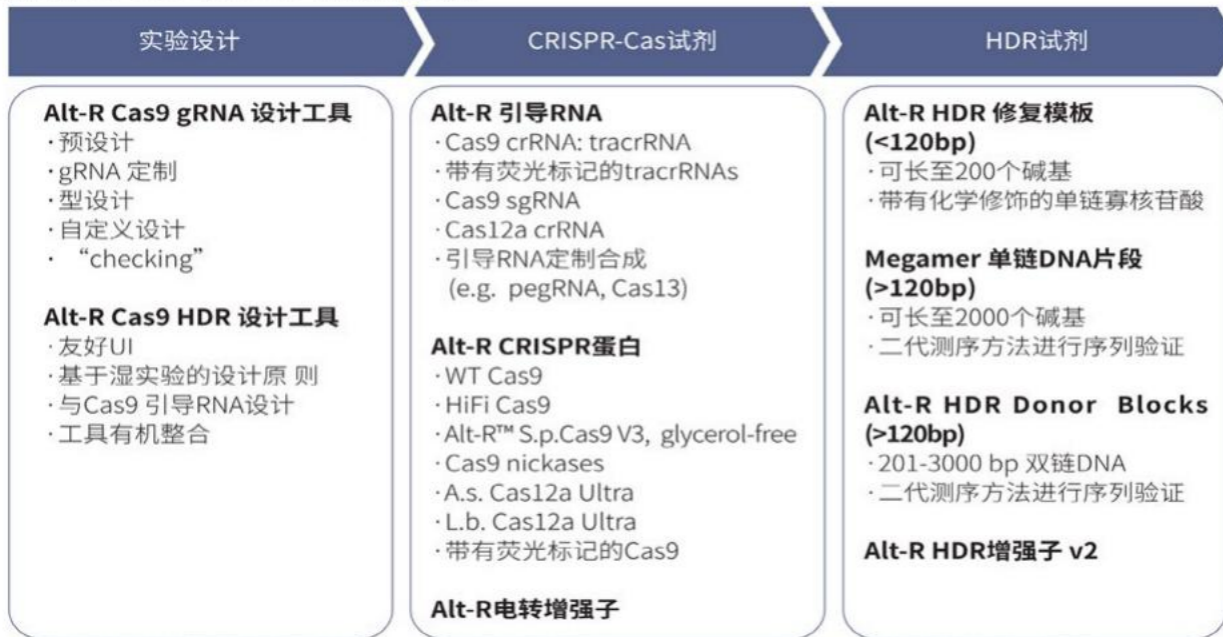 实验设计
Alt-R Cas9 gRNA 设计工具
·预设计
·gRNA 定制
·型设计
·自定义设计
· “checking”
Alt-R Cas9 HDR 设计工具
·友好UI
·基于湿实验的设计原 则
·与Cas9 引导RNA设计
·工具有机整合
CRISPR-Cas试剂
Alt-R 引导RNA
·Cas9 crRNA: tracrRNA
·带有荧光标记的tracrRNAs
·Cas9 sgRNA
·Cas12a crRNA
·引导RNA定制合成
(e.g. pegRNA, Cas13)
Alt-R CRISPR蛋白
·WT Cas9
·HiFi Cas9
·Alt-R™ S.p.Cas9 V3, glycerol-free
·Cas9 nickases
·A.s. Cas12a Ultra
·L.b. Cas12a Ultra
·带有荧光标记的Cas9
Alt-R电转增强子
HDR试剂
Alt-R HDR 修复模板
(<120bp)
·可长至200个碱基
·带有化学修饰的单链寡核苷酸
Megamer 单链DNA片段
(>120bp)
·可长至2000个碱基
·二代测序方法进行序列验证
Alt-R HDR Donor Blocks
(>120bp)
·201-3000 bp 双链DNA
·二代测序方法进行序列验证
Alt-R HDR增强子 v2